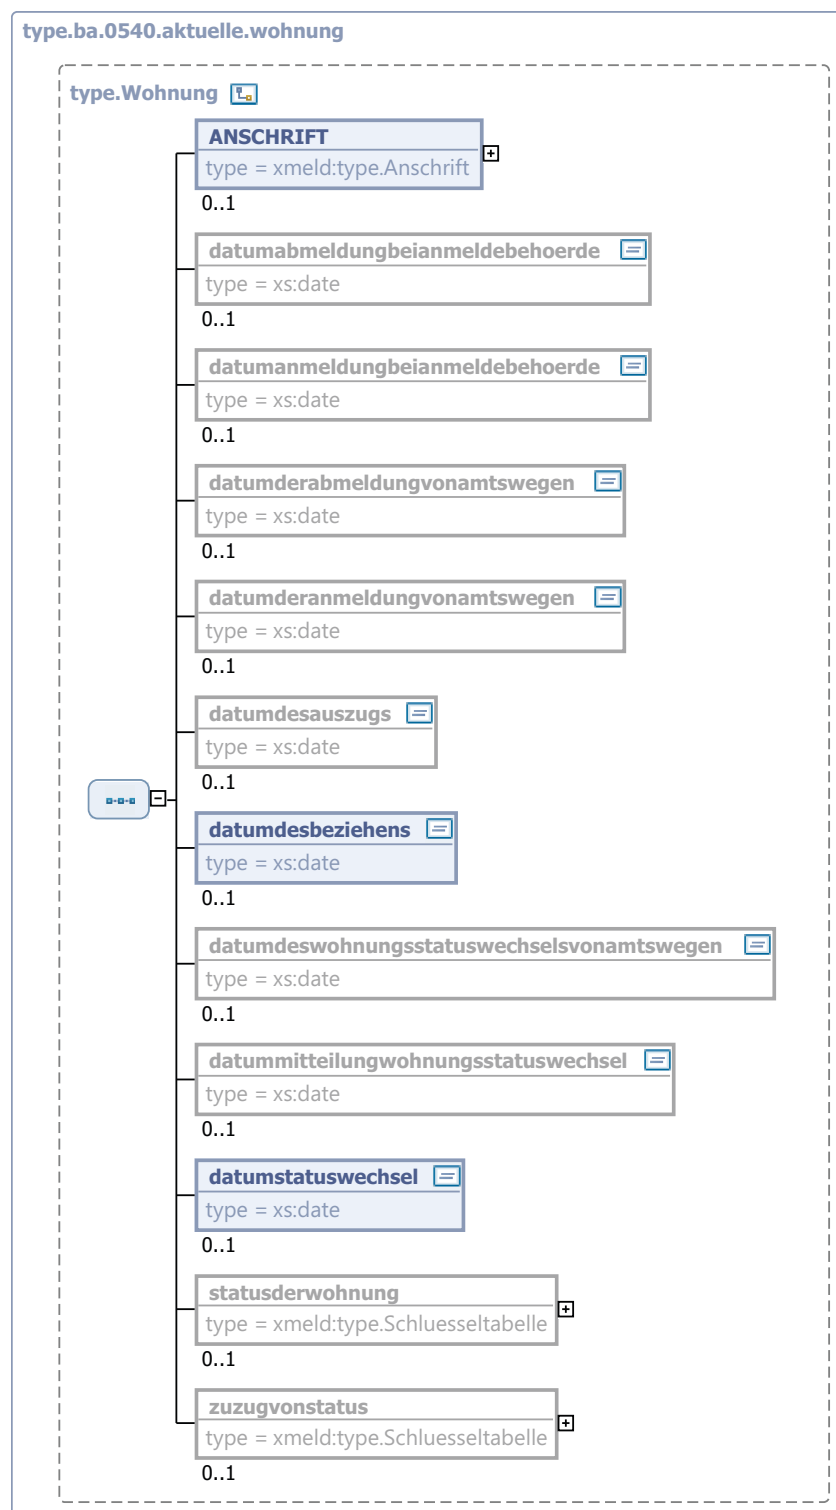 type.ba.0540.aktuelle.wohnung
type.Wohnung
ANSCHRIFT
type = xmeld:type.Anschrift
0..1
datumabmeldungbeianmeldebehoerde
type = xs:date
0..1
datumanmeldungbeianmeldebehoerde
type = xs:date
0..1
datumderabmeldungvonamtswegen
type = xs:date
0..1
datumderanmeldungvonamtswegen
type = xs:date
0..1
datumdesauszugs
type = xs:date
0..1
datumdesbeziehens
type = xs:date
0..1
datumdeswohnungsstatuswechselsvonamtswegen
type = xs:date
0..1
datummitteilungwohnungsstatuswechsel
type = xs:date
0..1
datumstatuswechsel
type = xs:date
0..1
statusderwohnung
type = xmeld:type.Schluesseltabelle
0..1
zuzugvonstatus
type = xmeld:type.Schluesseltabelle
0..1